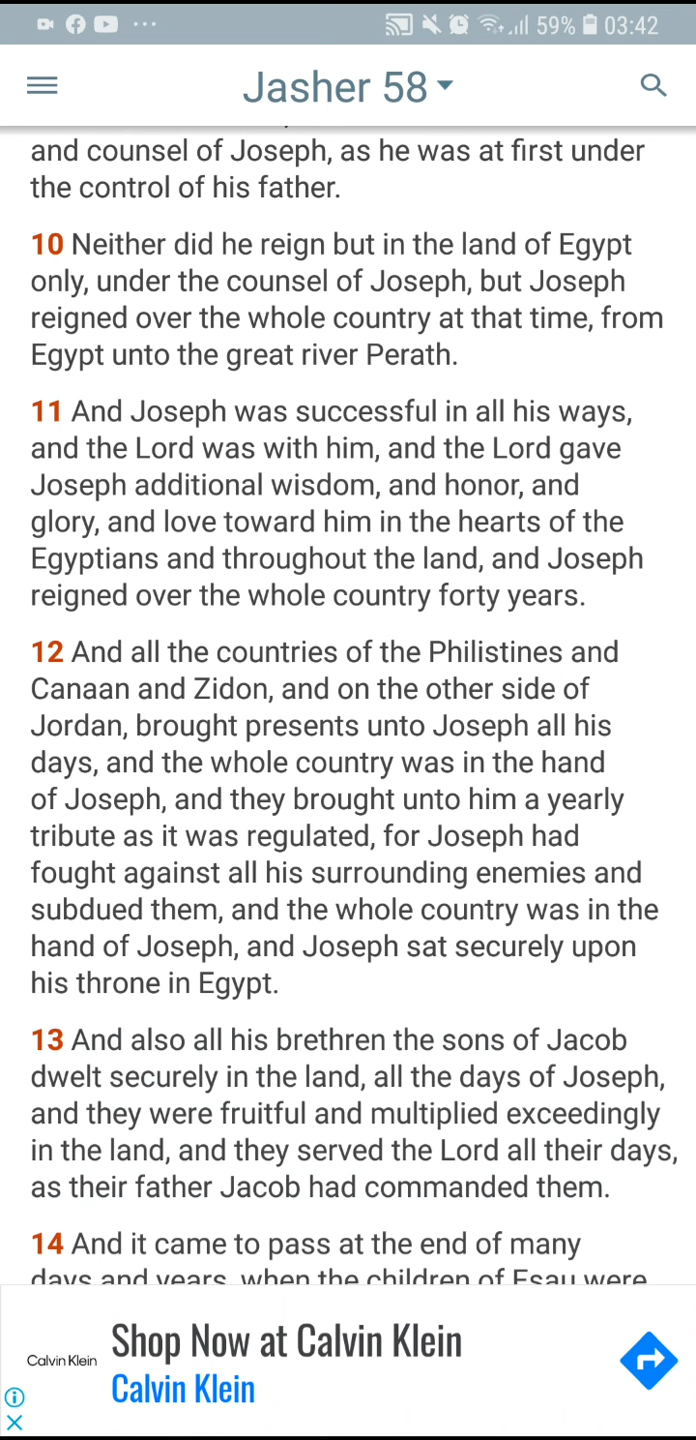 59% 03:42
Jasher 58
and counsel of Joseph, as he was at first under
the control of his father.
10 Neither did he reign but in the land of Egypt
only, under the counsel of Joseph, but Joseph
reigned over the whole country at that time, from
Egypt unto the great river Perath.
11 And Joseph was successful in all his ways,
and the Lord was with him, and the Lord gave
Joseph additional wisdom, and honor, and
glory, and love toward him in the hearts of the
Egyptians and throughout the land, and Joseph
reigned over the whole country forty years.
12 And all the countries of the Philistines and
Canaan and Zidon, and on the other side of
Jordan, brought presents unto Joseph all his
days, and the whole country was in the hand
of Joseph, and they brought unto him a yearly
tribute as it was regulated, for Joseph had
fought against all his surrounding enemies and
subdued them, and the whole country was in the
hand of Joseph, and Joseph sat securely upon
his throne in Egypt.
13 And also all his brethren the sons of Jacob
dwelt securely in the land, all the days of Joseph,
and they were fruitful and multiplied exceedingly
in the land, and they served the Lord all their days,
as their father Jacob had commanded them.
14 And it came to pass at the end of many
days and years, when the children of Esau were
Calvin Klein
Shop Now at Calvin Klein
Calvin Klein